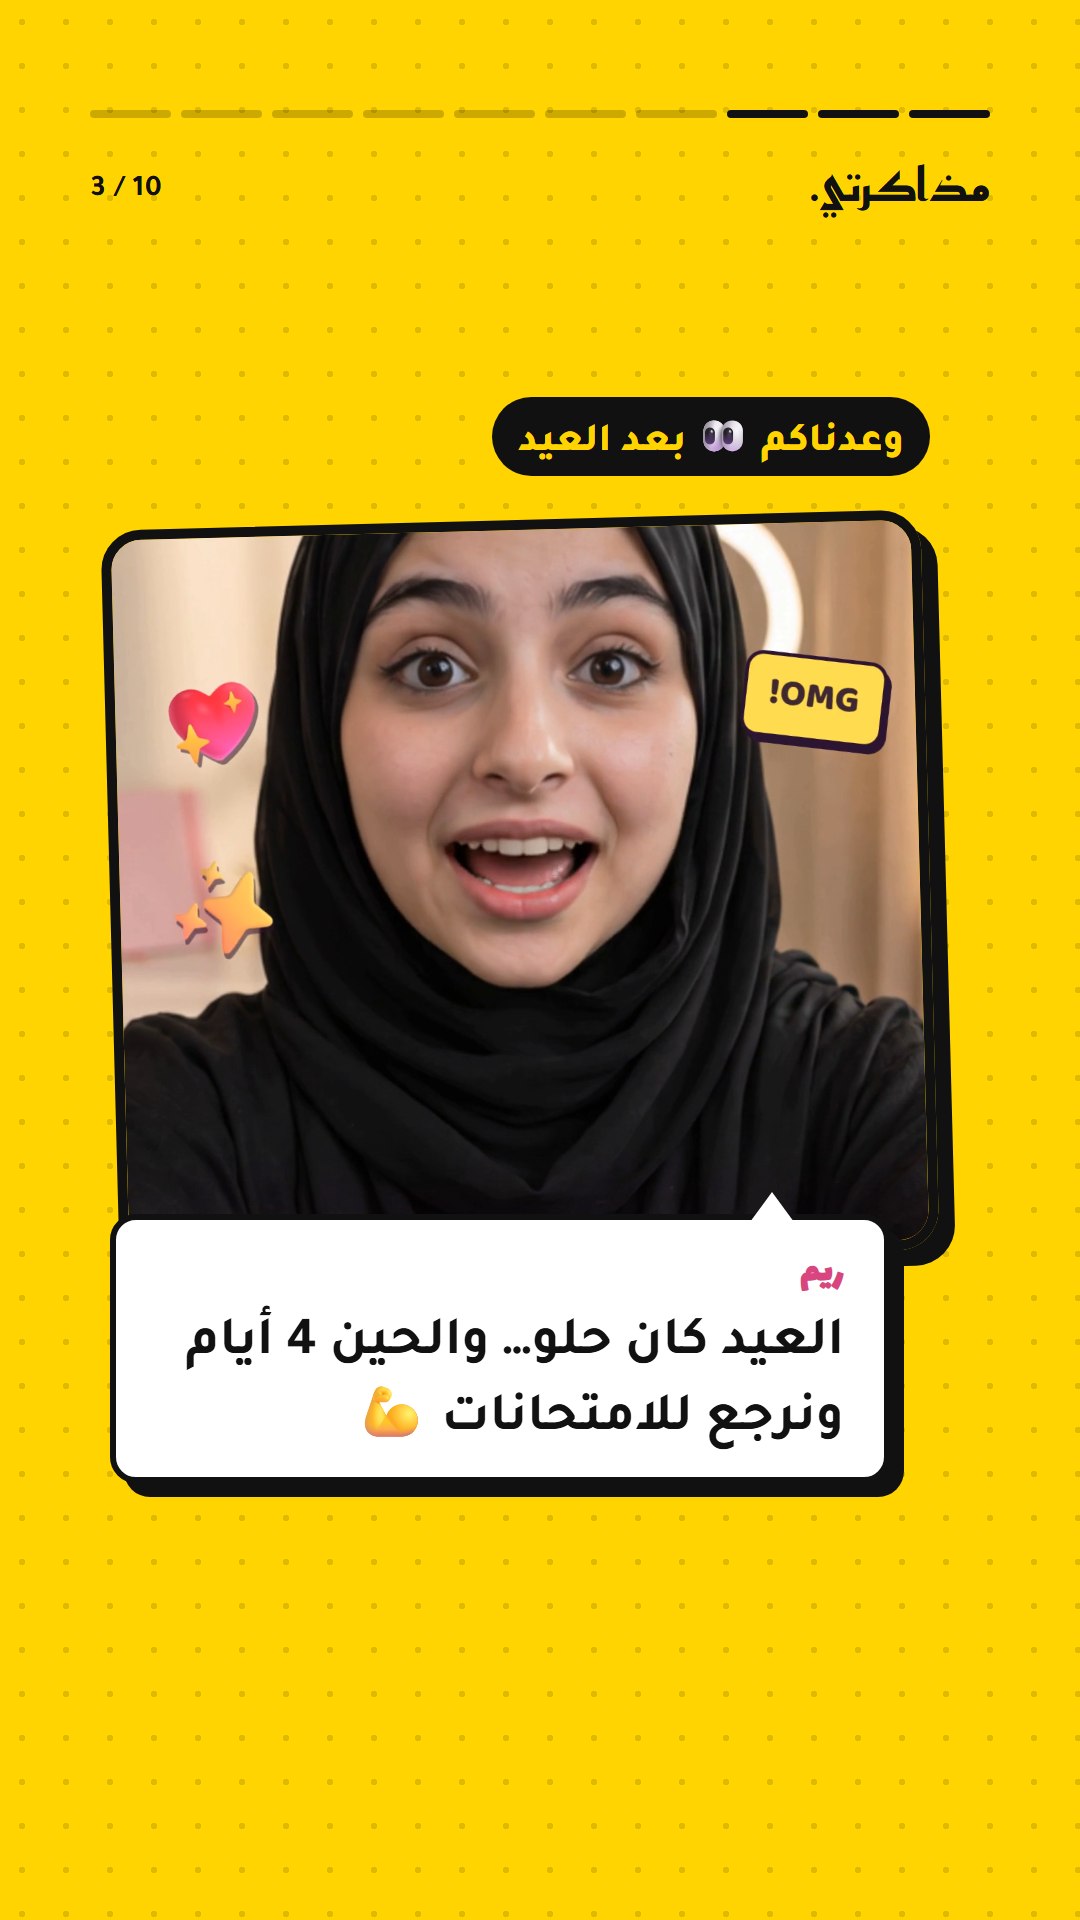 مذاكرتي.
3 / 10
وعدناكم 👀 بعد العيد
OMG!
ريم
العيد كان حلو... والحين 4 أيام
ونرجع للامتحانات 💪